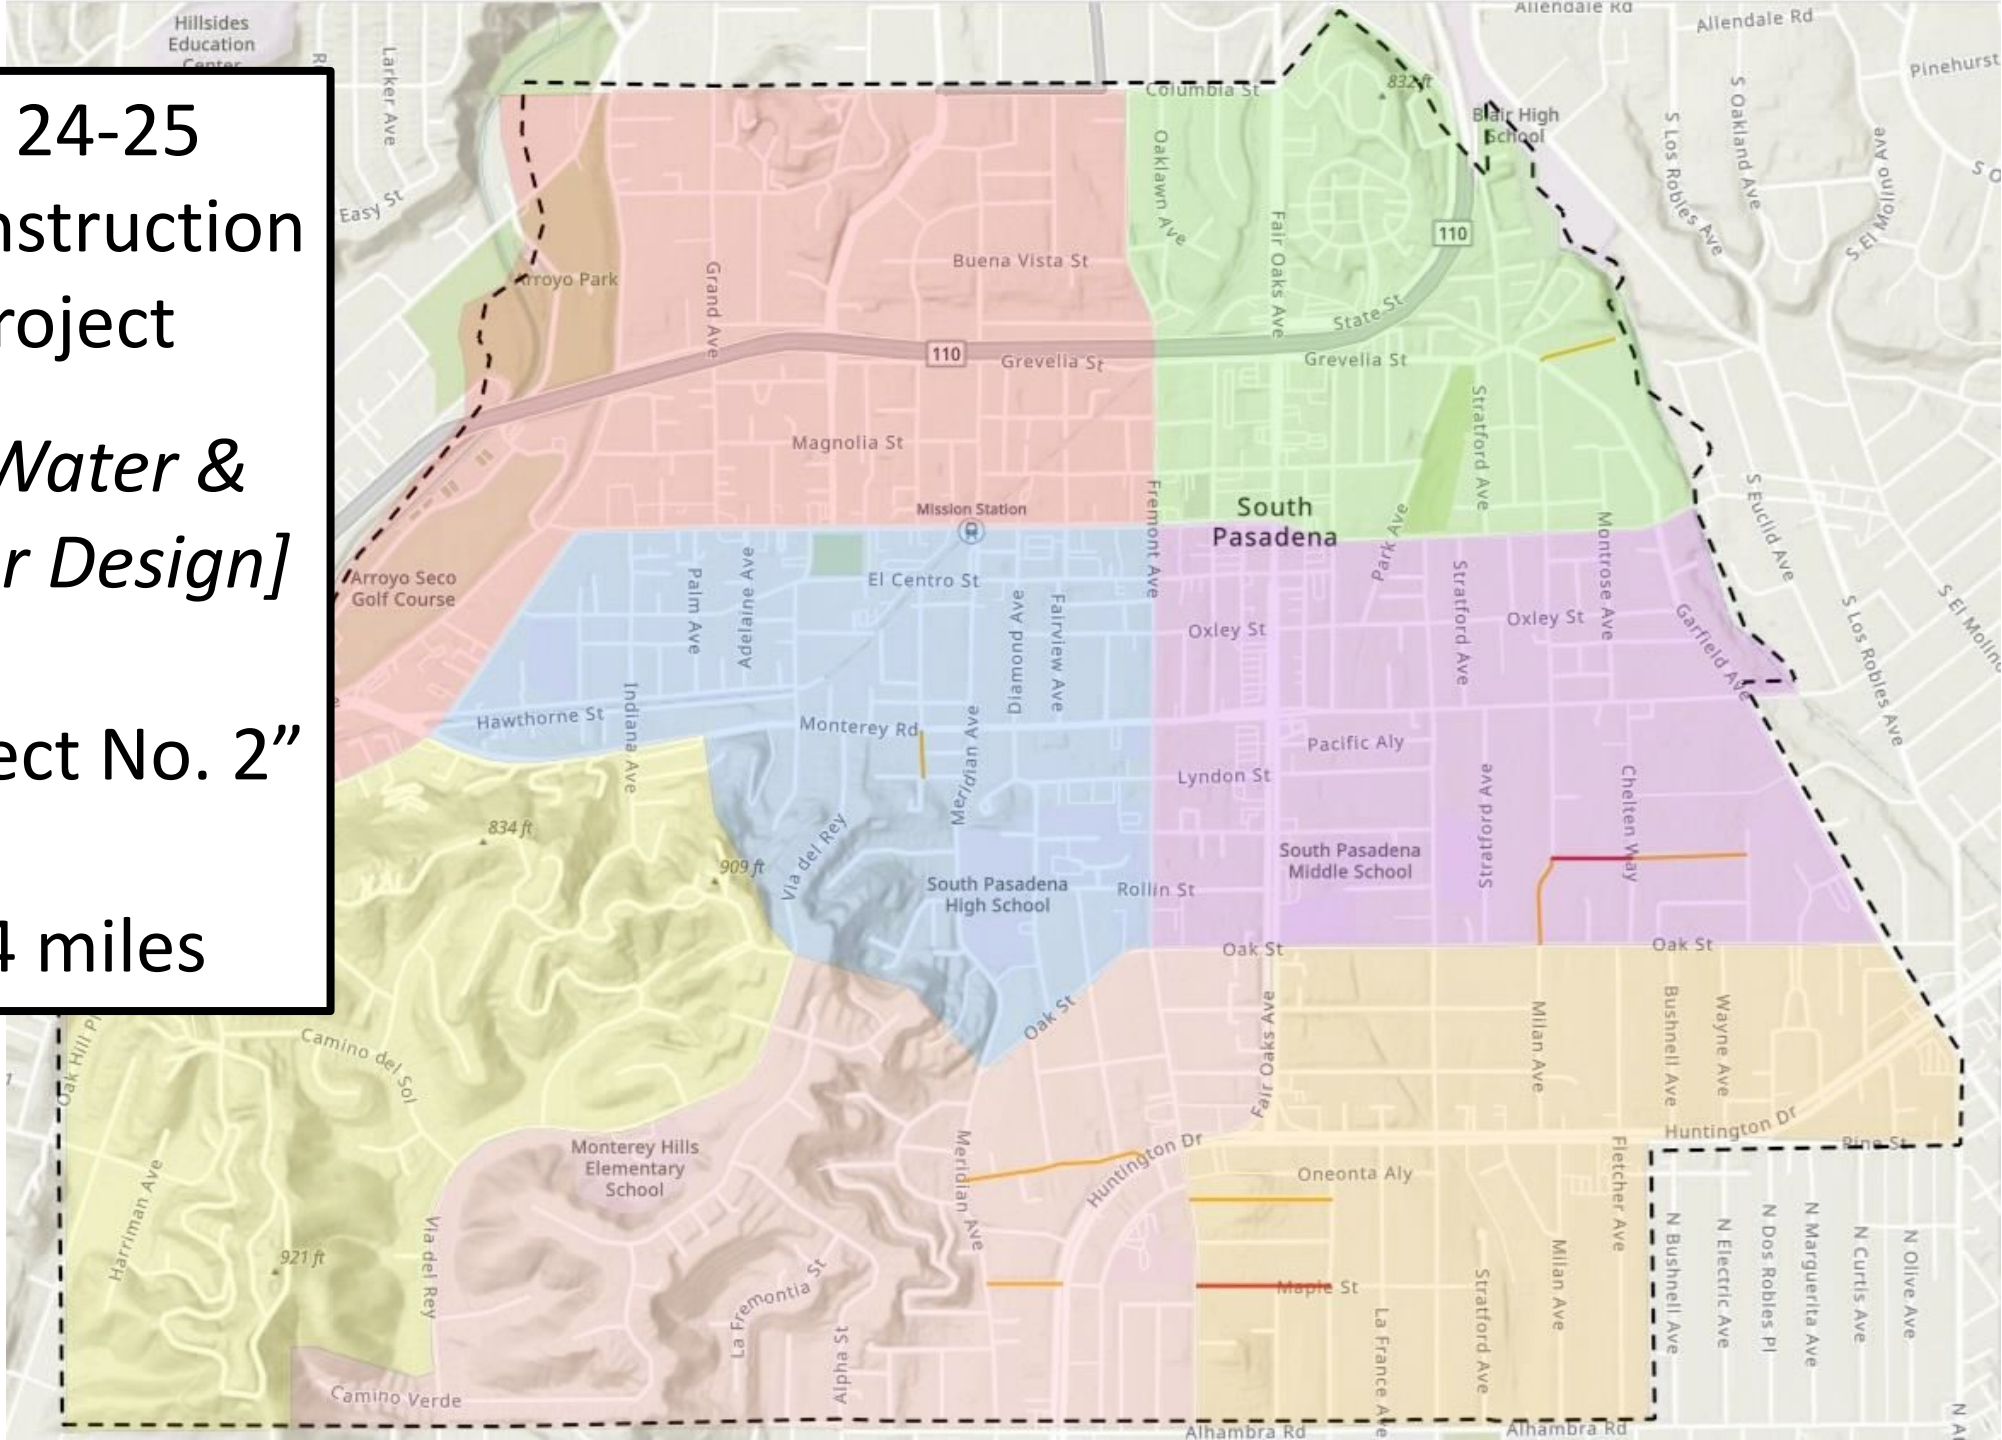 Hillsides
Education
Center
Larker Ave
Easy St
24-25
nstruction
roject
Water &
r Design]
ect No. 2”
4 miles
Allendale Rd
Allendale Rd
Pinehurst
Columbia St
832 ft
Blair High
School
S Los Robles Ave
S Oakland Ave
S El Molino Ave
Oaklawn Ave
Fair Oaks Ave
110
Buena Vista St
Arroyo Park
Grand Ave
State St
110
Grevelia St
Grevelia St
Stratford Ave
Magnolia St
Mission Station
Fremont Ave
South
Pasadena
Park Ave
Montrose Ave
S Euclid Ave
Arroyo Seco
Golf Course
Palm Ave
Adelaine Ave
El Centro St
Diamond Ave
Fairview Ave
Oxley St
Stratford Ave
Oxley St
Garfield Ave
S Los Robles Ave
S El Molino
Indiana Ave
Hawthorne St
Monterey Rd
Meridian Ave
Pacific Aly
Lyndon St
Stratford Ave
Chelten Way
834 ft
909 ft
Via del Rey
South Pasadena
High School
Rollin St
South Pasadena
Middle School
Oak St
Oak St
Oak St
Fair Oaks Ave
Milan Ave
Bushnell Ave
Wayne Ave
Oak Hill Pl
Camino del Sol
Huntington Dr
Pine St
Monterey Hills
Elementary
School
Meridian Ave
Huntington Dr
Oneonta Aly
Fletcher Ave
Harriman Ave
921 ft
Via del Rey
La Fremontia St
Alpha St
Maple St
La France Ave
Stratford Ave
Milan Ave
N Bushnell Ave
N Electric Ave
N Dos Robles Pl
N Marguerita Ave
N Curtis Ave
N Olive Ave
Camino Verde
Alhambra Rd
Alhambra Rd